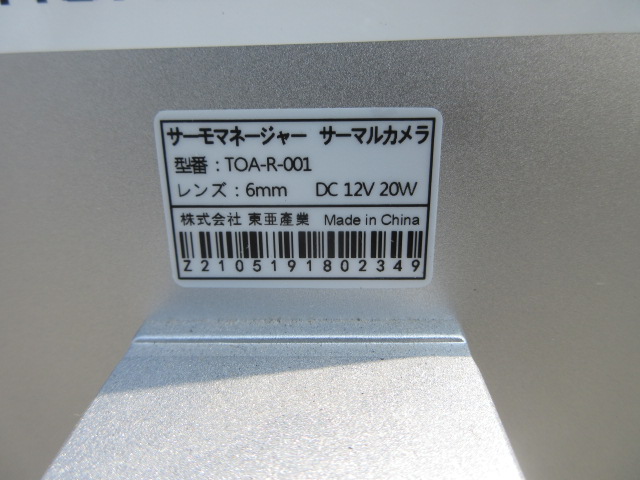 サーモマネージャー サーマルカメラ
型番：TOA-R-001
レンズ：6mm DC 12V 20W
株式会社 東亜産業 Made in China
Z210519180２349